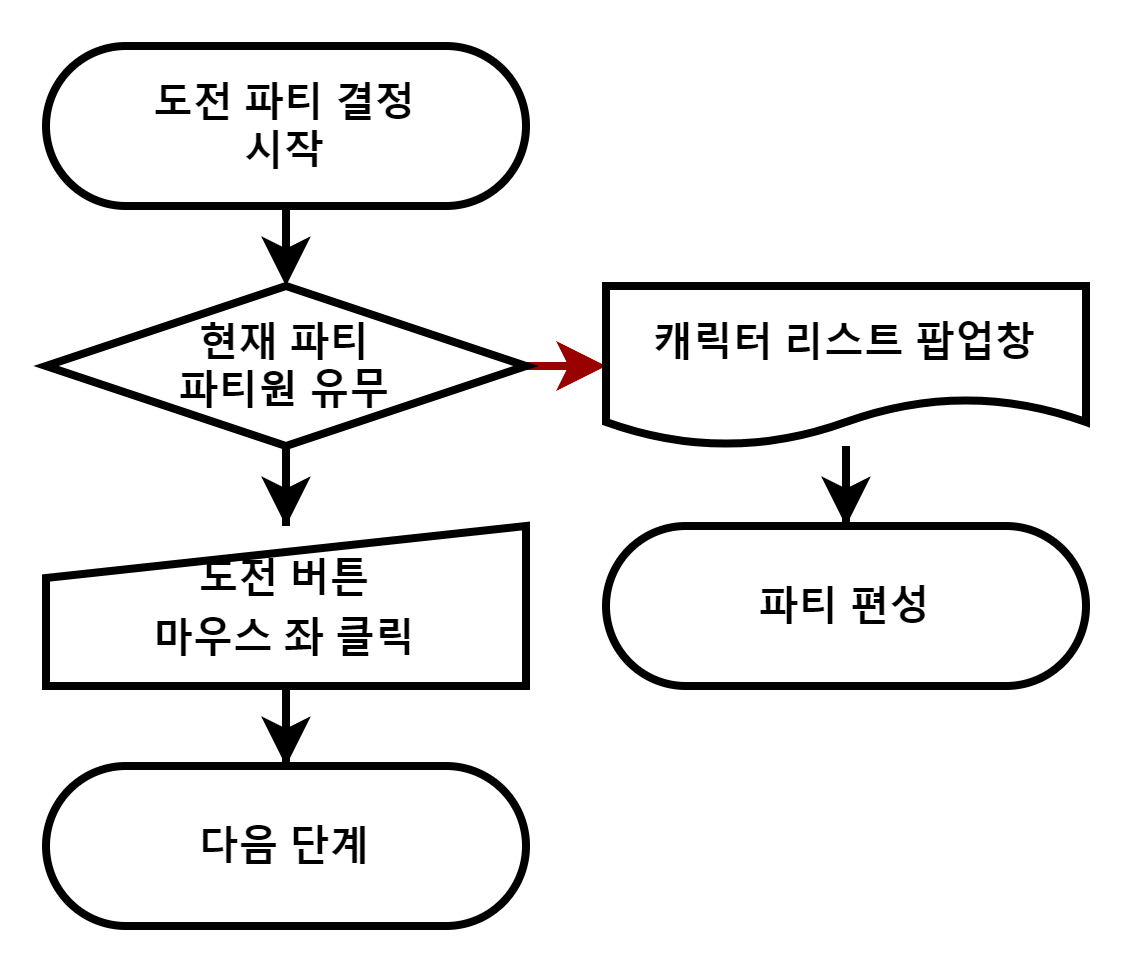 도전 파티 결정
시작
현재 파티
파티원 유무
캐릭터 리스트 팝업창
도전 버튼
마우스 좌 클릭
파티 편성
다음 단계